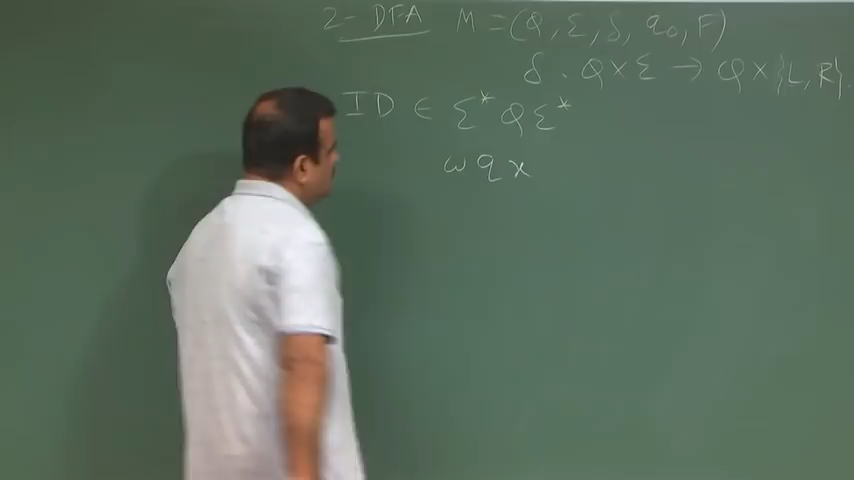 2-DFA M = (Q, Σ, δ, q₀, F)
δ . Q × Σ → Q × {L, R}.
ID ∈ Σ* Q Σ*
w q x